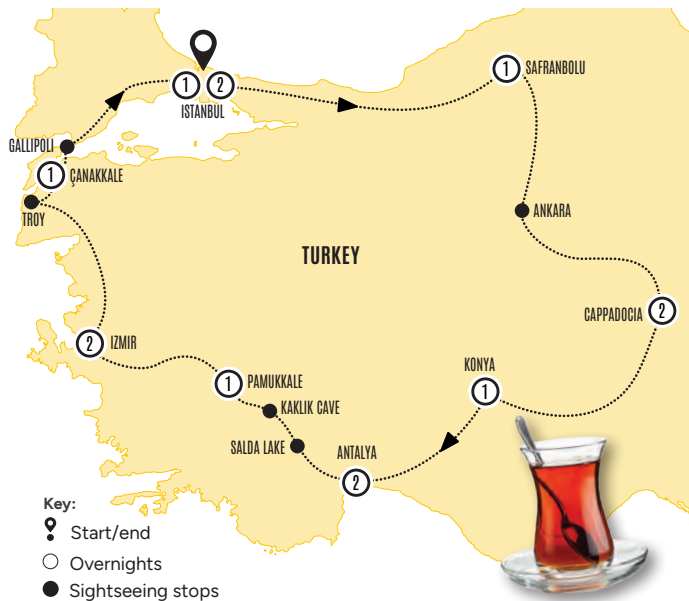 1
SAFRANBOLU
1
2
ISTANBUL
GALLIPOLI
1
ÇANAKKALE
TROY
ANKARA
TURKEY
2
CAPPADOCIA
2
IZMIR
KONYA
1
PAMUKKALE
1
KAKLIK CAVE
SALDA LAKE
ANTALYA
2
Key:
Start/end
Overnights
Sightseeing stops